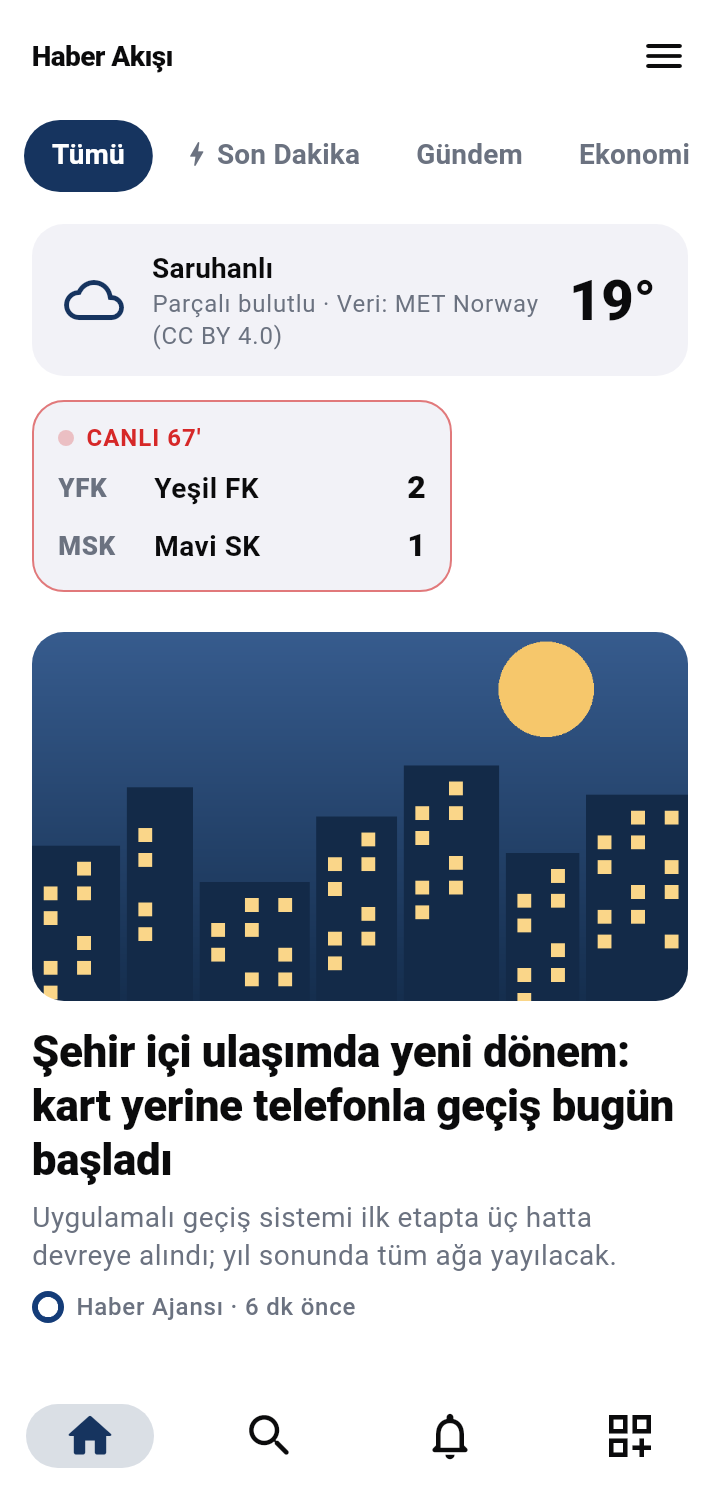 Haber Akışı
Tümü
Son Dakika
Gündem
Ekonomi
Saruhanlı
Parçalı bulutlu · Veri: MET Norway
(CC BY 4.0)
19°
CANLI 67'
YFK Yeşil FK 2
MSK Mavi SK 1
Şehir içi ulaşımda yeni dönem:
kart yerine telefonla geçiş bugün
başladı
Uygulamalı geçiş sistemi ilk etapta üç hatta
devreye alındı; yıl sonunda tüm ağa yayılacak.
Haber Ajansı · 6 dk önce